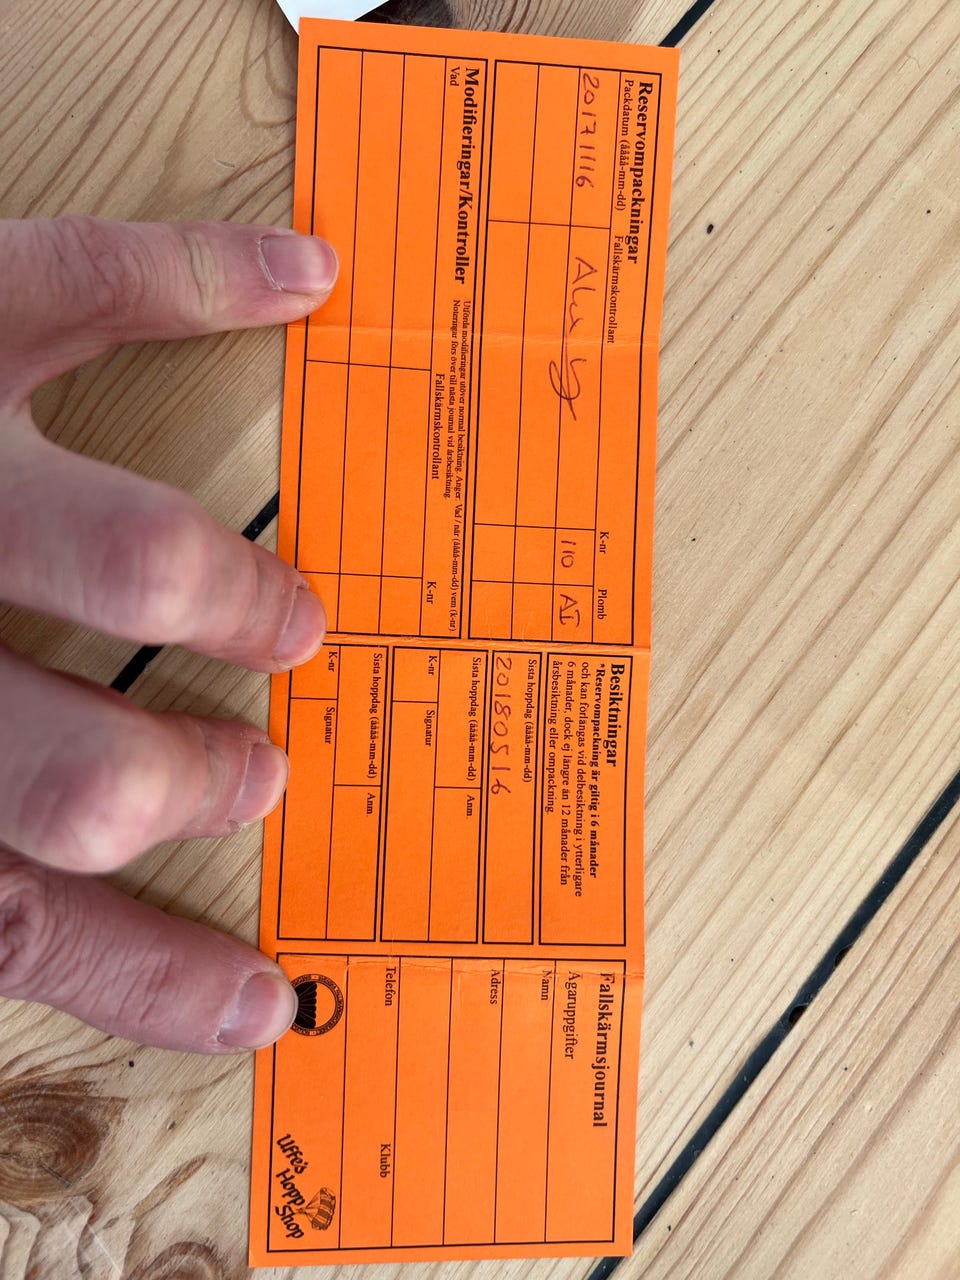 Reservompackningar
Packdatum (åååå-mm-dd) Fallskärmskontrollant K-nr Plomb
20171116 110 AI
Modifieringar/Kontroller
Utförda modifieringar utöver normal besiktning. Anger: Vad / när (åååå-mm-dd) vem (k-nr).
Noteringar förs över till nästa journal vid årsbesiktning
Vad Fallskärmskontrollant K-nr
Besiktningar
*Reservompackning är giltig i 6 månader
och kan förlängas vid delbesiktning i ytterligare
6 månader, dock ej längre än 12 månader från
årsbesiktning eller ompackning.
Sista hoppdag (åååå-mm-dd)
20180516
Sista hoppdag (åååå-mm-dd) Anm.
K-nr Signatur
Sista hoppdag (åååå-mm-dd) Anm.
K-nr Signatur
Fallskärmsjournal
Ägaruppgifter
Namn
Adress
Telefon Klubb
Uffe's
Hopp
Shop